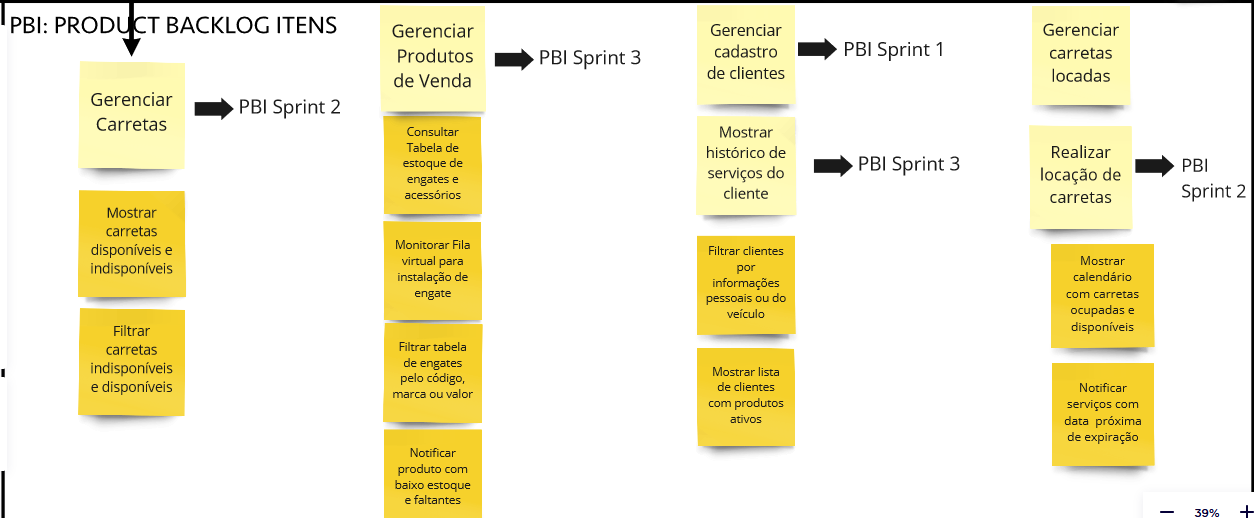 PBI: PRODUCT BACKLOG ITENS
Gerenciar
Carretas
PBI Sprint 2
Mostrar
carretas
disponíveis e
indisponíveis
Filtrar
carretas
indisponíveis
e disponíveis
Gerenciar
Produtos
de Venda
PBI Sprint 3
Consultar
Tabela de
estoque de
engates e
acessórios
Monitorar Fila
virtual para
instalação de
engate
Filtrar tabela
de engates
pelo código,
marca ou valor
Notificar
produto com
baixo estoque
e faltantes
Gerenciar
cadastro
de clientes
PBI Sprint 1
Mostrar
histórico de
serviços do
cliente
PBI Sprint 3
Filtrar clientes
por
informações
pessoais ou do
veículo
Mostrar lista
de clientes
com produtos
ativos
Gerenciar
carretas
locadas
Realizar
locação de
carretas
PBI
Sprint 2
Mostrar
calendário
com carretas
ocupadas e
disponíveis
Notificar
serviços com
data próxima
de expiração
39%